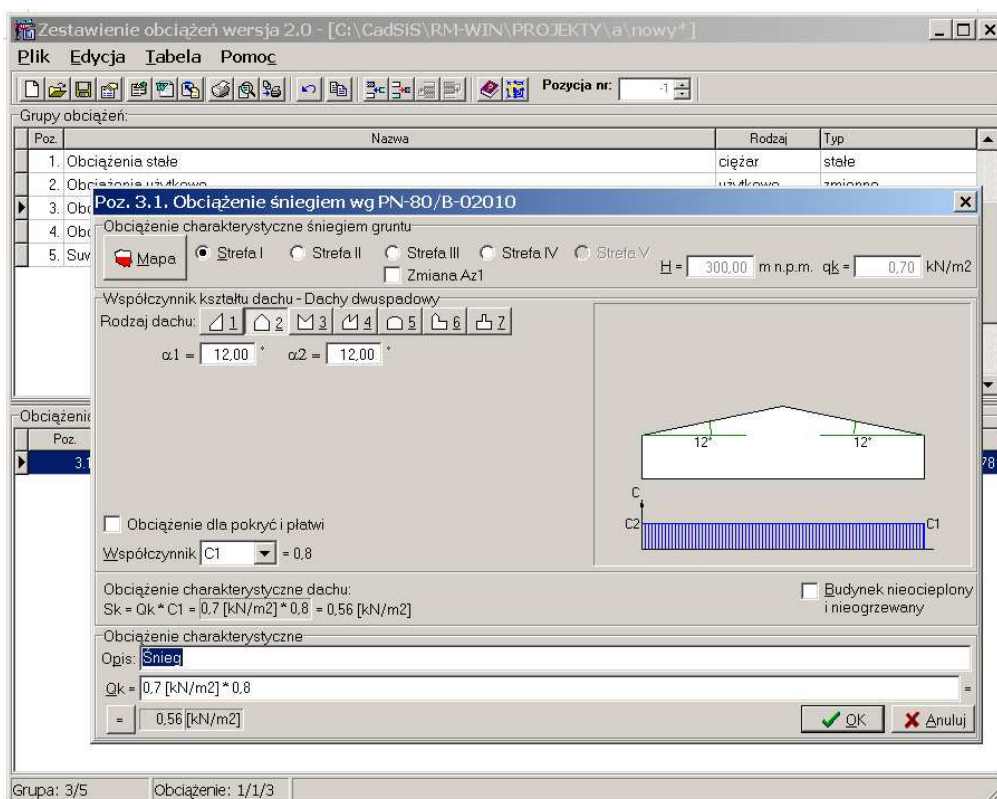 Zestawienie obciążeń wersja 2.0 - [C:\CadSiS\RM-WIN\PROJEKTY\a\nowy*]
Plik Edycja Tabela Pomoc
Pozycja nr: -1
Grupy obciążeń:
Poz. Nazwa Rodzaj Typ
1. Obciążenia stałe ciężar stałe
2. Obciążenia użytkowe użytkowe zmienne
3.
4.
5.
Poz. 3.1. Obciążenie śniegiem wg PN-80/B-02010
Obciążenie charakterystyczne śniegiem gruntu
Mapa Strefa I Strefa II Strefa III Strefa IV Strefa V
Zmiana Az1
H = 300,00 m n.p.m. qk = 0,70 kN/m2
Współczynnik kształtu dachu - Dachy dwuspadowy
Rodzaj dachu: 1 2 3 4 5 6 7
α1 = 12,00 ° α2 = 12,00 °
12° 12°
C
C2 C1
Poz.
3.1
78
Obciążenie dla pokryć i płatwi
Współczynnik C1 = 0,8
Obciążenie charakterystyczne dachu:
Sk = Qk * C1 = 0,7 [kN/m2] * 0,8 = 0,56 [kN/m2]
Budynek nieocieplony
i nieogrzewany
Obciążenie charakterystyczne
Opis: Śnieg
Qk = 0,7 [kN/m2] * 0,8 =
= 0,56 [kN/m2]
OK Anuluj
Grupa: 3/5 Obciążenie: 1/1/3